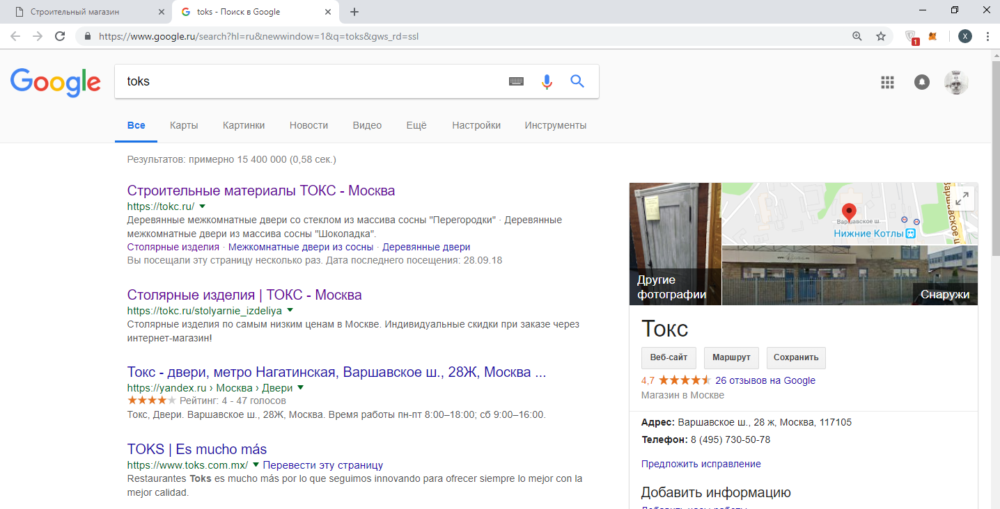 Строительный магазин
toks - Поиск в Google
https://www.google.ru/search?hl=ru&newwindow=1&q=toks&gws_rd=ssl
1
X
Google
toks
Все
Карты
Картинки
Новости
Видео
Ещё
Настройки
Инструменты
Результатов: примерно 15 400 000 (0,58 сек.)
Строительные материалы ТОКС - Москва
https://tokc.ru/
Деревянные межкомнатные двери со стеклом из массива сосны "Перегородки" · Деревянные
межкомнатные двери из массива сосны "Шоколадка".
Столярные изделия · Межкомнатные двери из сосны · Деревянные двери
Вы посещали эту страницу несколько раз. Дата последнего посещения: 28.09.18
Столярные изделия | ТОКС - Москва
https://tokc.ru/stolyarnie_izdeliya
Столярные изделия по самым низким ценам в Москве. Индивидуальные скидки при заказе через
интернет-магазин!
Токс - двери, метро Нагатинская, Варшавское ш., 28Ж, Москва ...
https://yandex.ru › Москва › Двери
Рейтинг: 4 - 47 голосов
Токс, Двери. Варшавское ш., 28Ж, Москва. Время работы пн-пт 8:00–18:00; сб 9:00–16:00.
TOKS | Es mucho más
https://www.toks.com.mx/ Перевести эту страницу
Restaurantes Toks es mucho más por lo que seguimos innovando para ofrecer siempre lo mejor con la
mejor calidad.
Варшавское ш.
Нижние Котлы
Варшавское ш
Другие
фотографии
Снаружи
Токс
Веб-сайт
Маршрут
Сохранить
4,7 26 отзывов на Google
Магазин в Москве
Адрес: Варшавское ш., 28 ж, Москва, 117105
Телефон: 8 (495) 730-50-78
Предложить исправление
Добавить информацию
Добавить часы работы